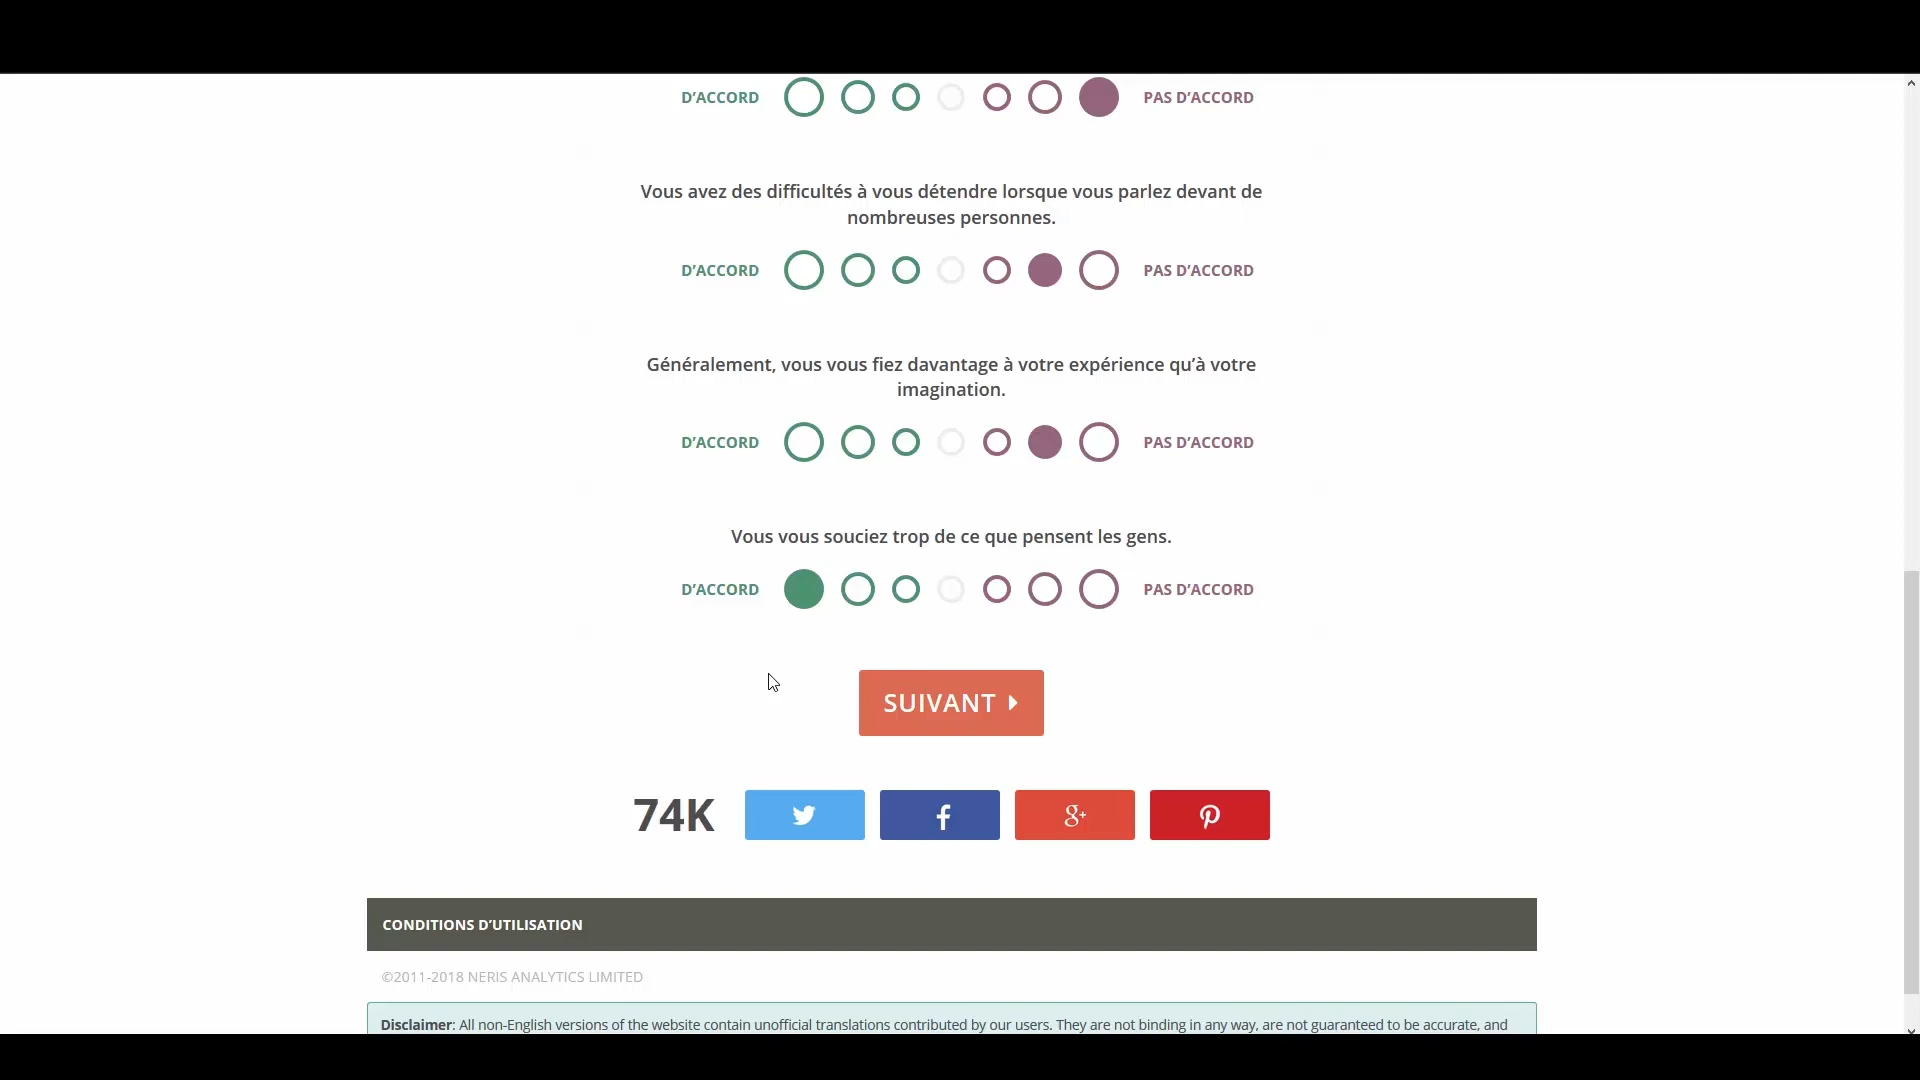 D’ACCORD PAS D’ACCORD
Vous avez des difficultés à vous détendre lorsque vous parlez devant de
nombreuses personnes.
D’ACCORD PAS D’ACCORD
Généralement, vous vous fiez davantage à votre expérience qu’à votre
imagination.
D’ACCORD PAS D’ACCORD
Vous vous souciez trop de ce que pensent les gens.
D’ACCORD PAS D’ACCORD
SUIVANT
74K
CONDITIONS D’UTILISATION
©2011-2018 NERIS ANALYTICS LIMITED
Disclaimer: All non-English versions of the website contain unofficial translations contributed by our users. They are not binding in any way, are not guaranteed to be accurate, and